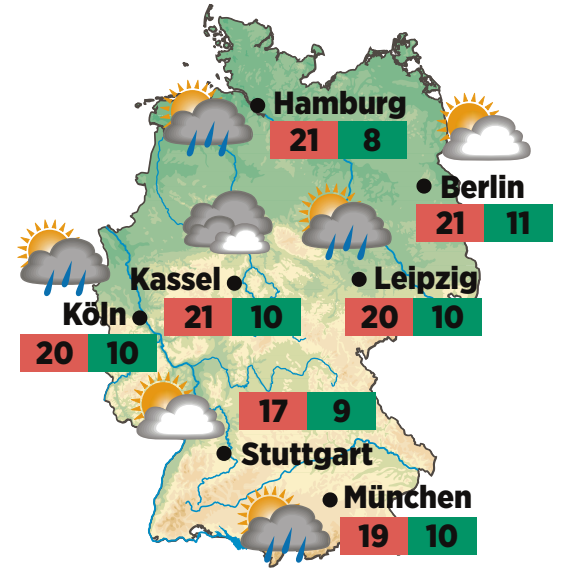 Hamburg
21 8
Berlin
21 11
Kassel
21 10
Leipzig
20 10
Köln
20 10
17 9
Stuttgart
München
19 10